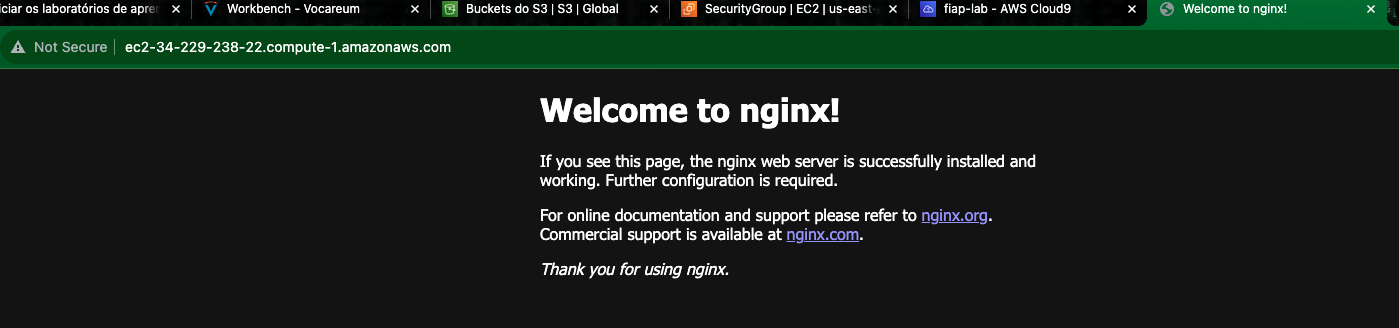 ciar os laboratórios de apren
Workbench - Vocareum
Buckets do S3 | S3 | Global
SecurityGroup | EC2 | us-east-
fiap-lab - AWS Cloud9
Welcome to nginx!
Not Secure
ec2-34-229-238-22.compute-1.amazonaws.com
Welcome to nginx!
If you see this page, the nginx web server is successfully installed and
working. Further configuration is required.
For online documentation and support please refer to nginx.org.
Commercial support is available at nginx.com.
Thank you for using nginx.